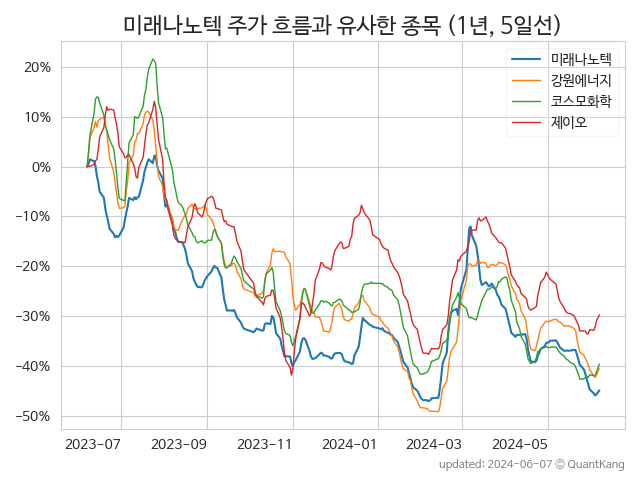 미래나노텍 주가 흐름과 유사한 종목 (1년, 5일선)
미래나노텍
강원에너지
코스모화학
제이오
20%
10%
0%
−10%
−20%
−30%
−40%
−50%
2023-07 2023-09 2023-11 2024-01 2024-03 2024-05
updated: 2024-06-07 © QuantKang